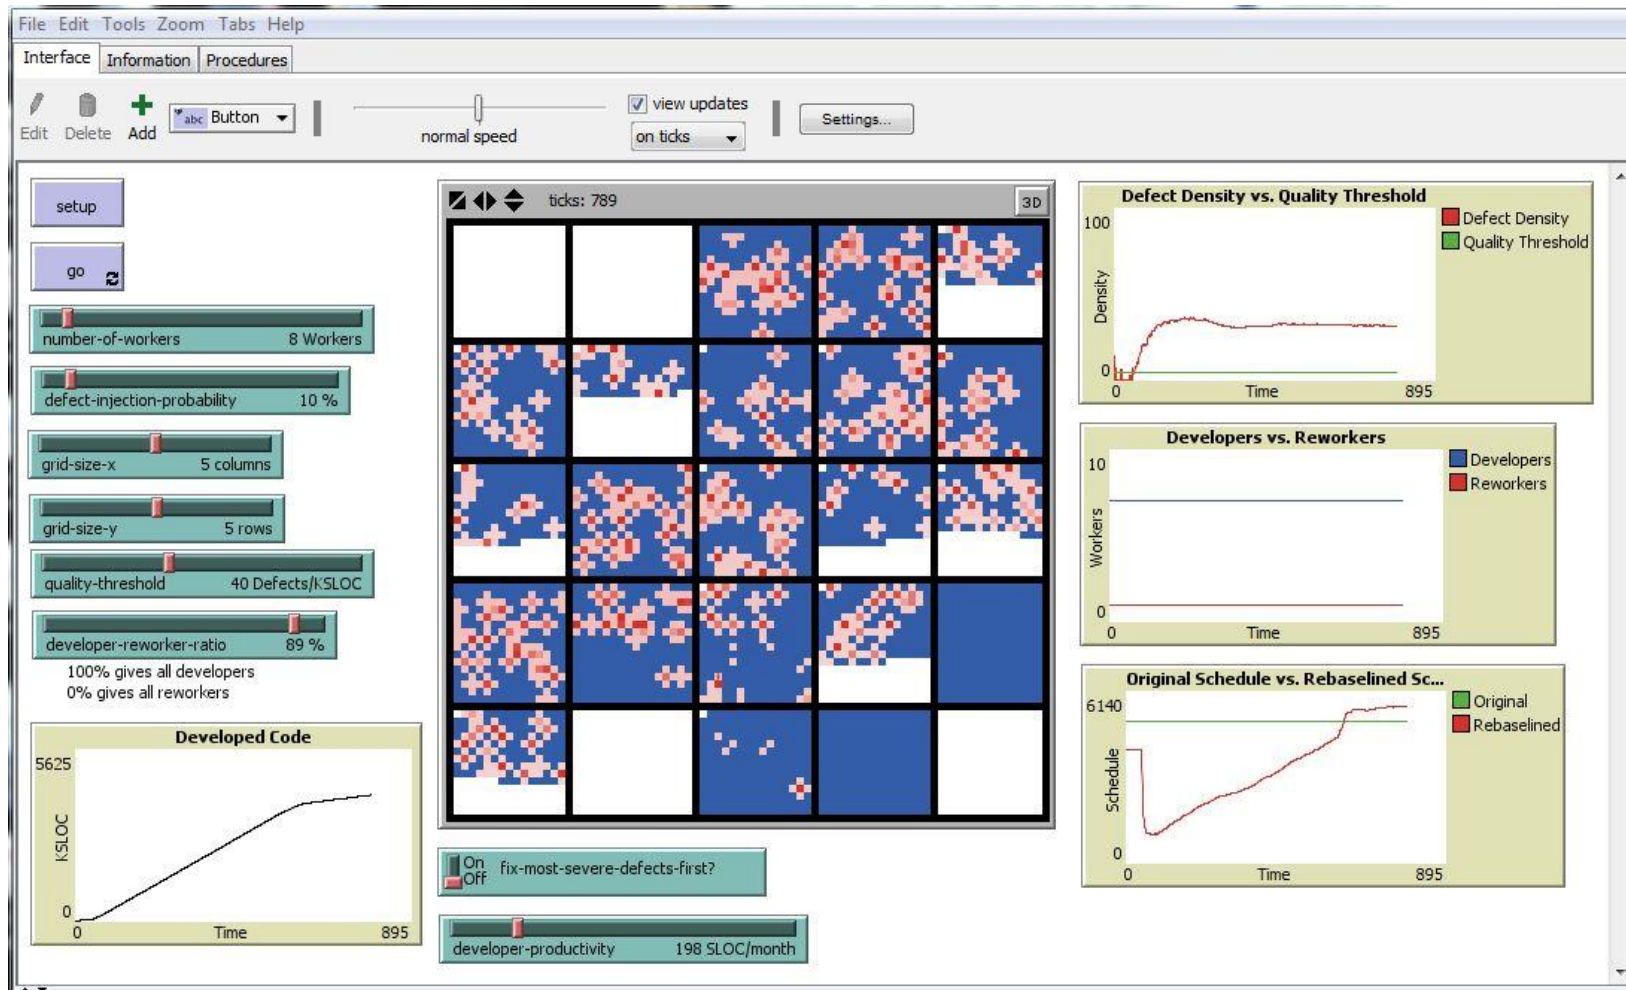 File Edit Tools Zoom Tabs Help
Interface Information Procedures
Edit Delete Add abc Button normal speed view updates on ticks Settings...
setup
go
number-of-workers 8 Workers
defect-injection-probability 10 %
grid-size-x 5 columns
grid-size-y 5 rows
quality-threshold 40 Defects/KSLOC
developer-reworker-ratio 89 %
100% gives all developers
0% gives all reworkers
Developed Code
5625
KSLOC
0
0 Time 895
ticks: 789 3D
On
Off
fix-most-severe-defects-first?
developer-productivity 198 SLOC/month
Defect Density vs. Quality Threshold
100
Density
0
0 Time 895
Defect Density
Quality Threshold
Developers vs. Reworkers
10
Workers
0
0 Time 895
Developers
Reworkers
Original Schedule vs. Rebaselined Sc...
6140
Schedule
0
0 Time 895
Original
Rebaselined